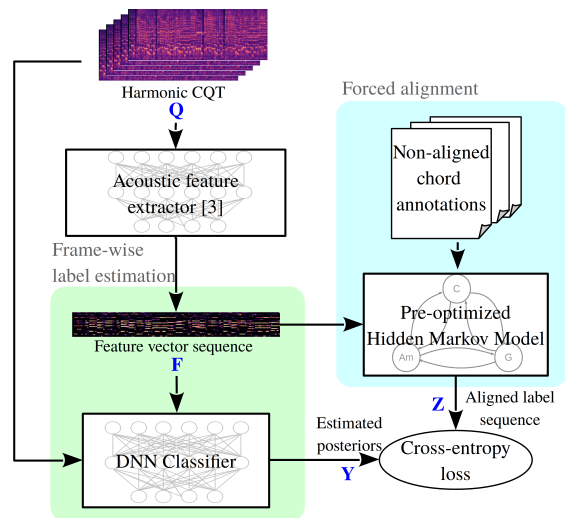 Harmonic CQT
Q
Acoustic feature
extractor [3]
Frame-wise
label estimation
Feature vector sequence
F
DNN Classifier
Forced alignment
Non-aligned
chord
annotations
C
Pre-optimized
Hidden Markov Model
Am
G
Z
Aligned label
sequence
Estimated
posteriors
Y
Cross-entropy
loss